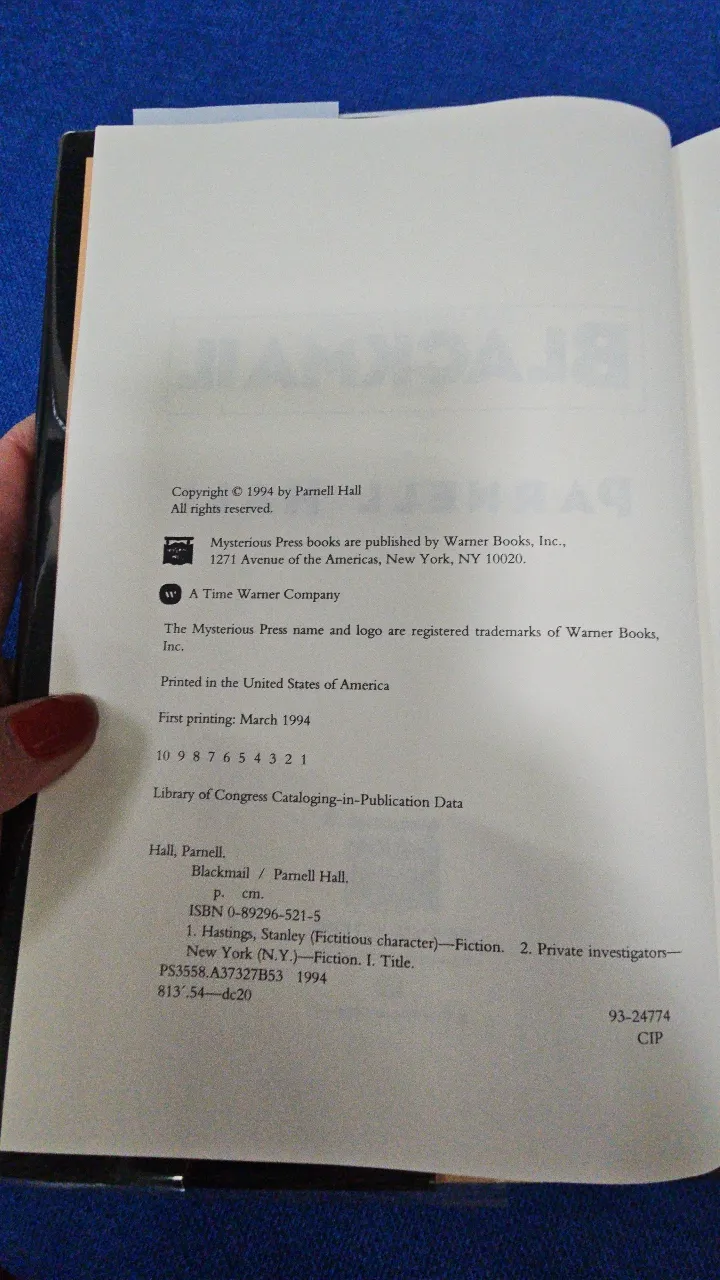 Copyright © 1994 by Parnell Hall
All rights reserved.
Mysterious Press books are published by Warner Books, Inc.,
1271 Avenue of the Americas, New York, NY 10020.
W A Time Warner Company
The Mysterious Press name and logo are registered trademarks of Warner Books,
Inc.
Printed in the United States of America
First printing: March 1994
10 9 8 7 6 5 4 3 2 1
Library of Congress Cataloging-in-Publication Data
Hall, Parnell.
Blackmail / Parnell Hall.
p. cm.
ISBN 0-89296-521-5
1. Hastings, Stanley (Fictitious character)—Fiction. 2. Private investigators—
New York (N.Y.)—Fiction. I. Title.
PS3558.A37327B53 1994
813′.54—dc20
93-24774
CIP